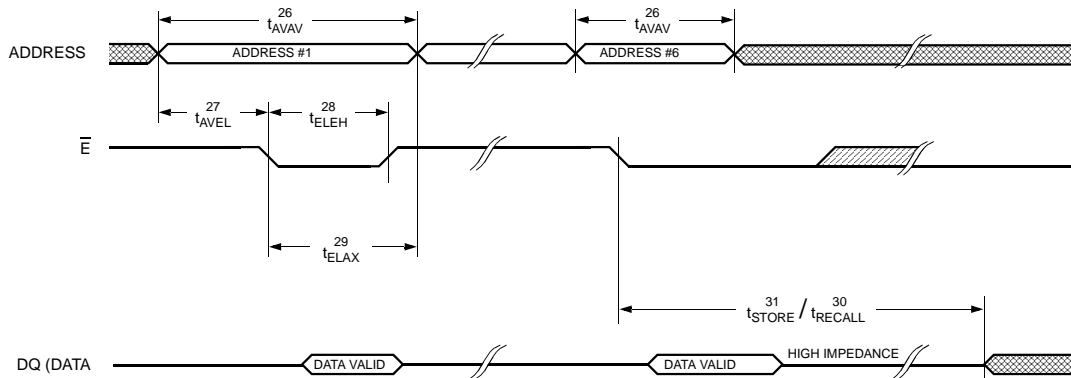 26
tAVAV
26
tAVAV
ADDRESS
ADDRESS #1
ADDRESS #6
27
tAVEL
28
tELEH
E
29
tELAX
31
tSTORE / 30
tRECALL
DQ (DATA
DATA VALID
DATA VALID
HIGH IMPEDANCE